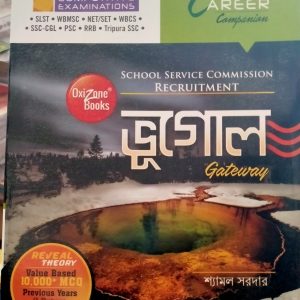 EXAMINATIONS
• SLST • WBMSC • NET/SET • WBCS
• SSC-CGL • PSC • RRB • Tripura SSC •
CAREER
Companion
SCHOOL SERVICE COMMISSION
RECRUITMENT
OxiZone®
Books
ভূগোল
Gateway
REVEAL
THEORY
Value Based
10,000+ MCQ
Previous Years
শ্যামল সরদার